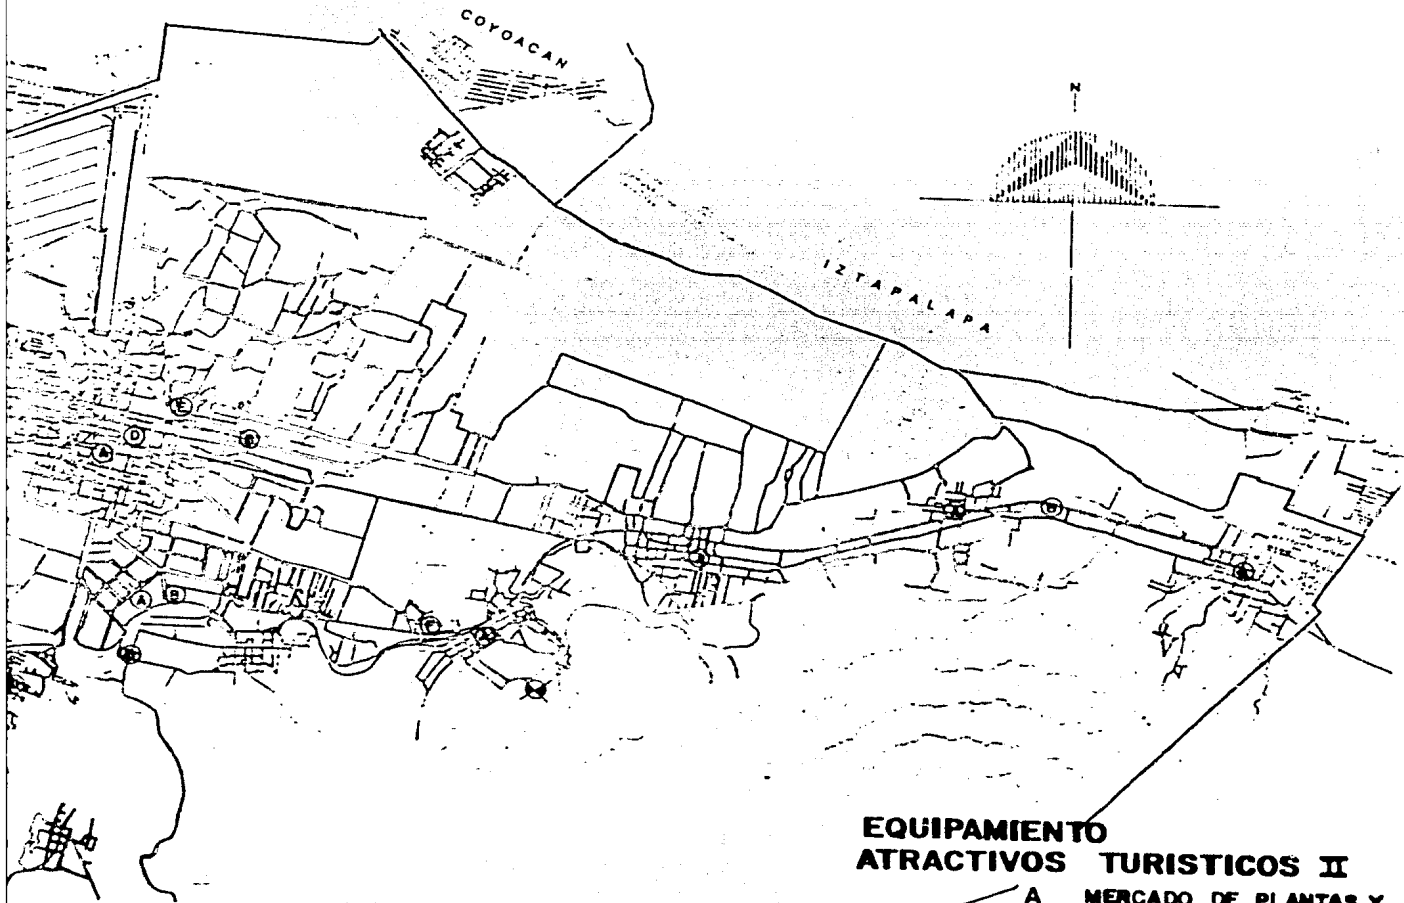 COYOACAN
N
IZTAPALAPA
E
D
A
A
B
EQUIPAMIENTO
ATRACTIVOS TURISTICOS II
A MERCADO DE PLANTAS Y